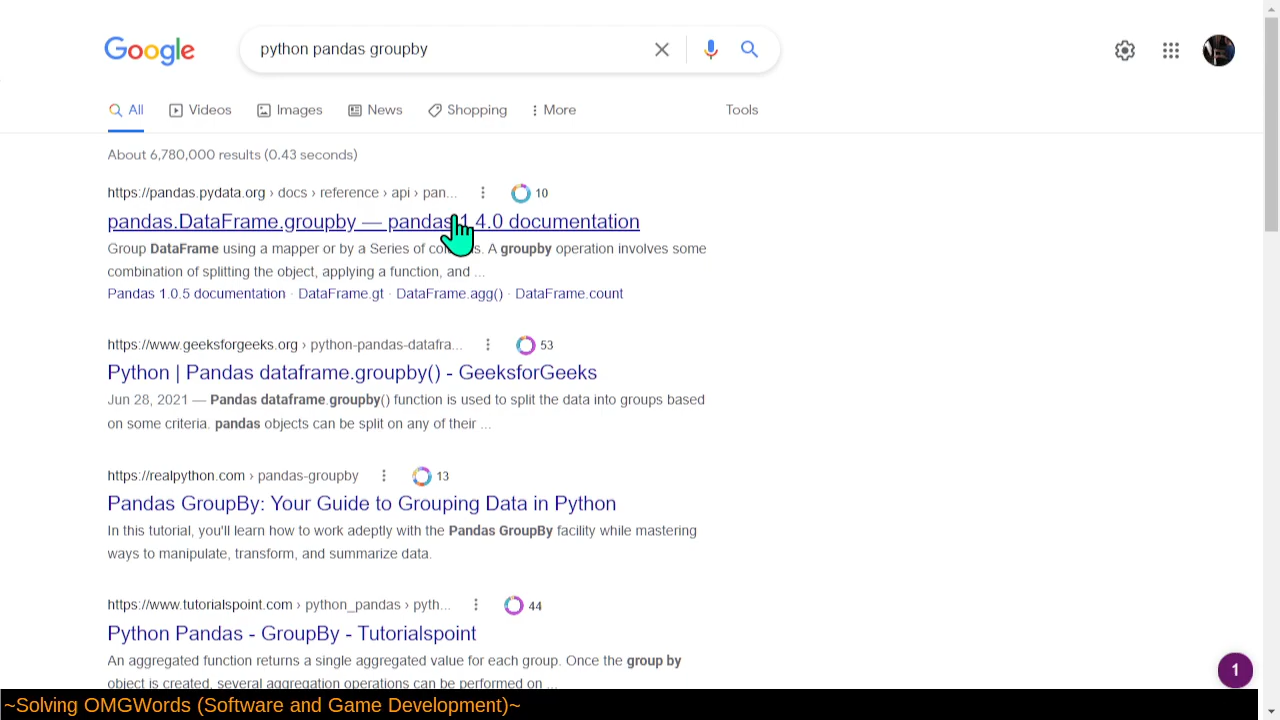 Google
python pandas groupby
All Videos Images News Shopping More Tools
About 6,780,000 results (0.43 seconds)
https://pandas.pydata.org › docs › reference › api › pan... 10
pandas.DataFrame.groupby — pandas 1.4.0 documentation
Group DataFrame using a mapper or by a Series of A groupby operation involves some
combination of splitting the object, applying a function, and ...
Pandas 1.0.5 documentation · DataFrame.gt · DataFrame.agg() · DataFrame.count
https://www.geeksforgeeks.org › python-pandas-datafra... 53
Python | Pandas dataframe.groupby() - GeeksforGeeks
Jun 28, 2021 — Pandas dataframe.groupby() function is used to split the data into groups based
on some criteria. pandas objects can be split on any of their ...
https://realpython.com › pandas-groupby 13
Pandas GroupBy: Your Guide to Grouping Data in Python
In this tutorial, you'll learn how to work adeptly with the Pandas GroupBy facility while mastering
ways to manipulate, transform, and summarize data.
https://www.tutorialspoint.com › python_pandas › pyth... 44
Python Pandas - GroupBy - Tutorialspoint
An aggregated function returns a single aggregated value for each group. Once the group by
object is created, several aggregation operations can be performed on ...
1
~Solving OMGWords (Software and Game Development)~